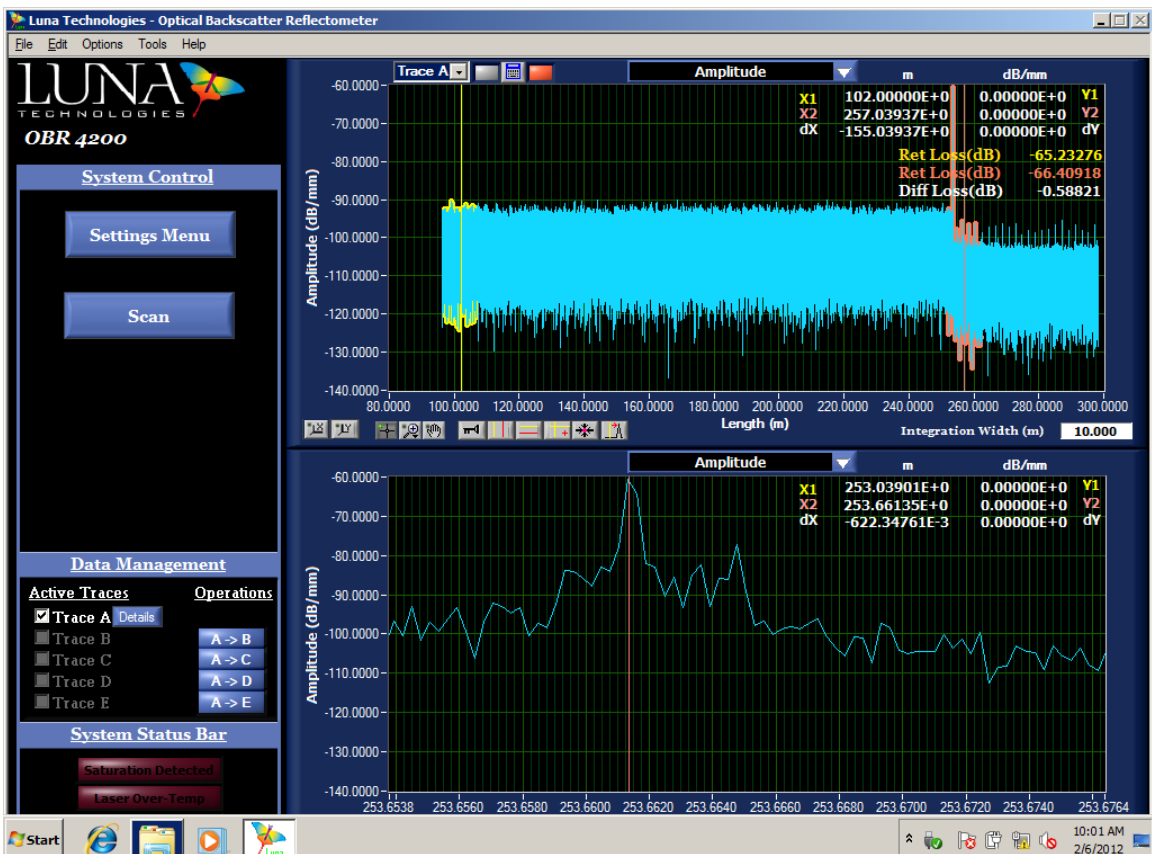 Luna Technologies - Optical Backscatter Reflectometer
File Edit Options Tools Help
LUNA
TECHNOLOGIES
OBR 4200
System Control
Settings Menu
Scan
Data Management
Active Traces Operations
Trace A Details
Trace B A -> B
Trace C A -> C
Trace D A -> D
Trace E A -> E
System Status Bar
Saturation Detected
Laser Over-Temp
Trace A Amplitude m dB/mm
X1 102.00000E+0 0.00000E+0 Y1
X2 257.03937E+0 0.00000E+0 Y2
dX -155.03937E+0 0.00000E+0 dY
Ret Loss(dB) -65.23276
Ret Loss(dB) -66.40918
Diff Loss(dB) -0.58821
Amplitude (dB/mm)
-60.0000
-70.0000
-80.0000
-90.0000
-100.0000
-110.0000
-120.0000
-130.0000
-140.0000
80.0000 100.0000 120.0000 140.0000 160.0000 180.0000 200.0000 220.0000 240.0000 260.0000 280.0000 300.0000
Length (m)
Integration Width (m) 10.000
Amplitude m dB/mm
X1 253.03901E+0 0.00000E+0 Y1
X2 253.66135E+0 0.00000E+0 Y2
dX -622.34761E-3 0.00000E+0 dY
Amplitude (dB/mm)
-60.0000
-70.0000
-80.0000
-90.0000
-100.0000
-110.0000
-120.0000
-130.0000
-140.0000
253.6538 253.6560 253.6580 253.6600 253.6620 253.6640 253.6660 253.6680 253.6700 253.6720 253.6740 253.6764
Start
Luna
10:01 AM
2/6/2012